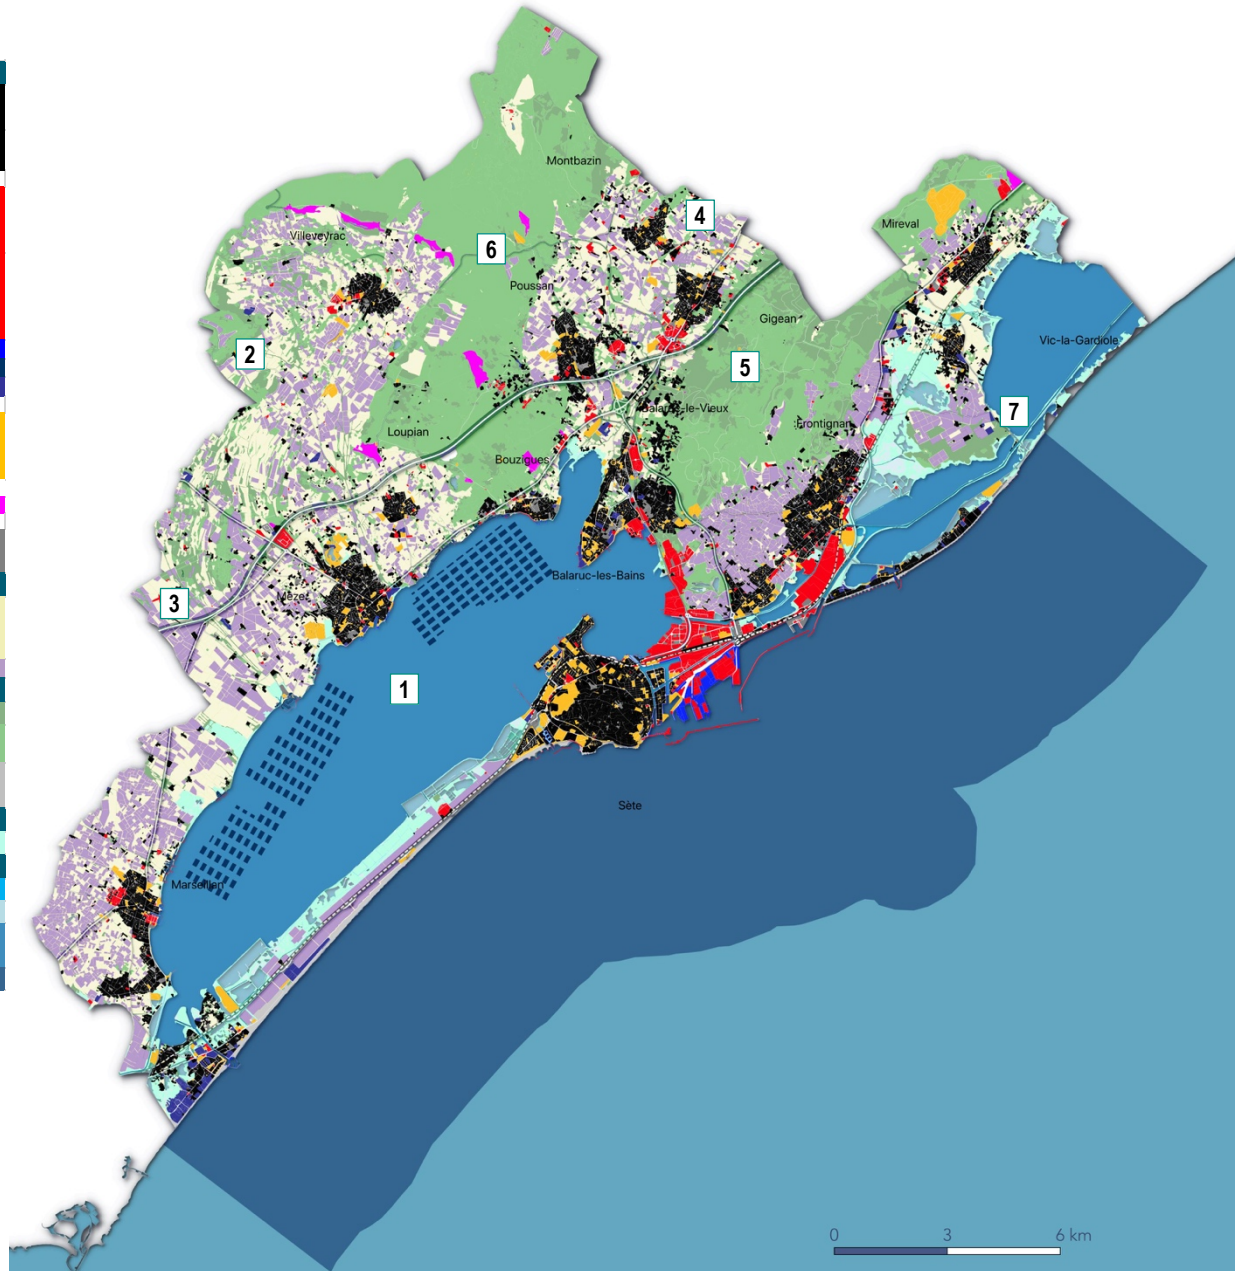 Montbazin
4
Mireval
Villeveyrac
6
Poussan
Gigean
2
5
Vic-la-Gardiole
Balaruc-le-Vieux
7
Loupian
Frontignan
Bouzigues
Balaruc-les-Bains
3
Mèze
1
Sète
Marseillan
0 3 6 km